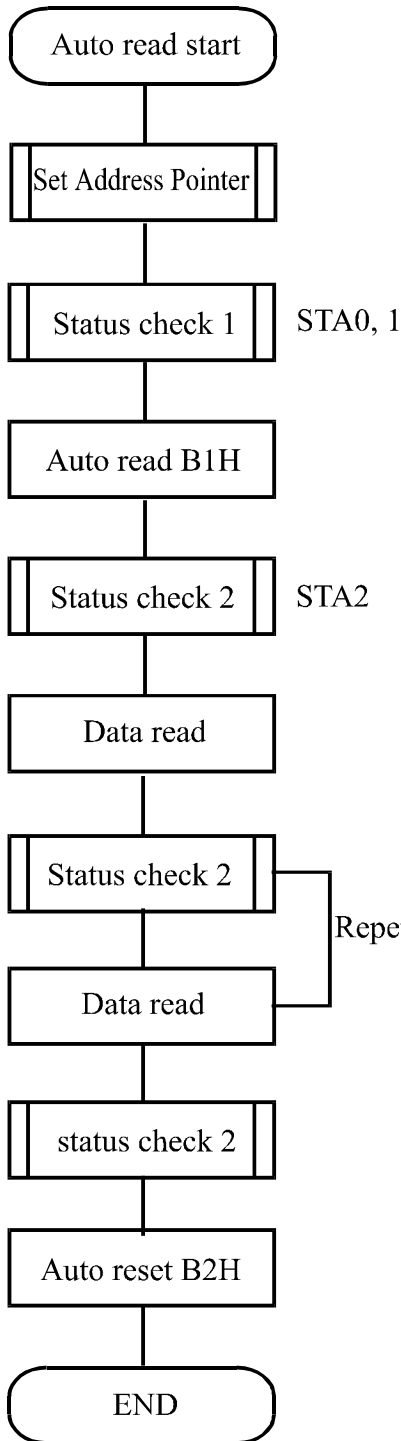 Auto read start
Set Address Pointer
Status check 1
STA0, 1
Auto read B1H
Status check 2
STA2
Data read
Status check 2
Repe
Data read
status check 2
Auto reset B2H
END